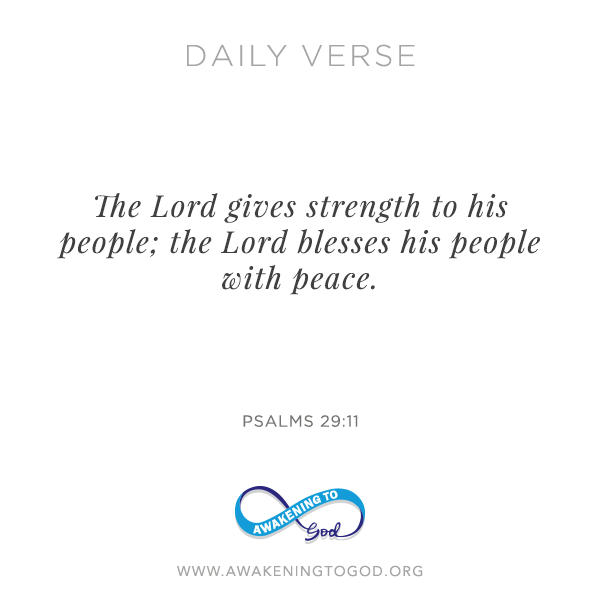 DAILY VERSE
The Lord gives strength to his
people; the Lord blesses his people
with peace.
PSALMS 29:11
AWAKENING TO
God
WWW.AWAKENINGTOGOD.ORG